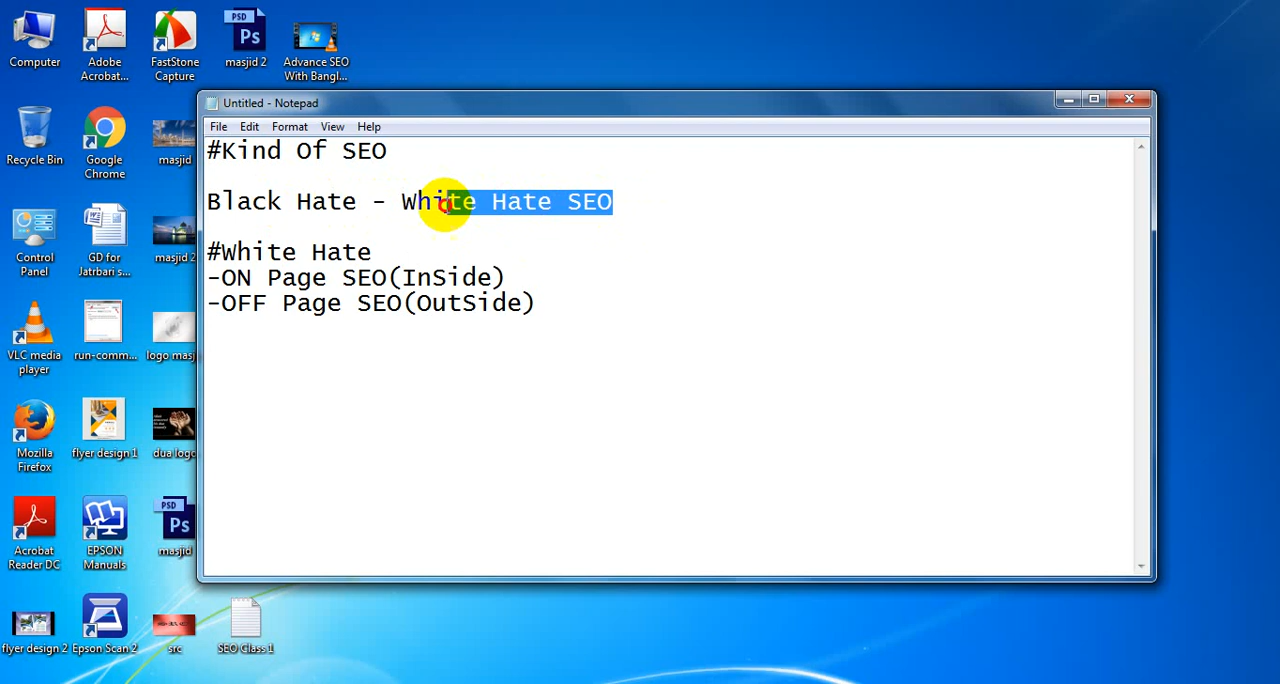 Computer
Adobe
Acrobat...
FastStone
Capture
PSD
Ps
masjid 2
Advance SEO
With Bangl...
Untitled - Notepad
File Edit Format View Help
#Kind Of SEO
Black Hate - White Hate SEO
#White Hate
-ON Page SEO(InSide)
-OFF Page SEO(OutSide)
Recycle Bin
Google
Chrome
masjid
Control
Panel
GD for
Jatrbari s...
masjid 2
VLC media
player
run-comm...
logo masj
Mozilla
Firefox
flyer design 1
dua logo
Acrobat
Reader DC
EPSON
Manuals
PSD
Ps
masjid
flyer design 2
Epson Scan 2
src
SEO Class 1